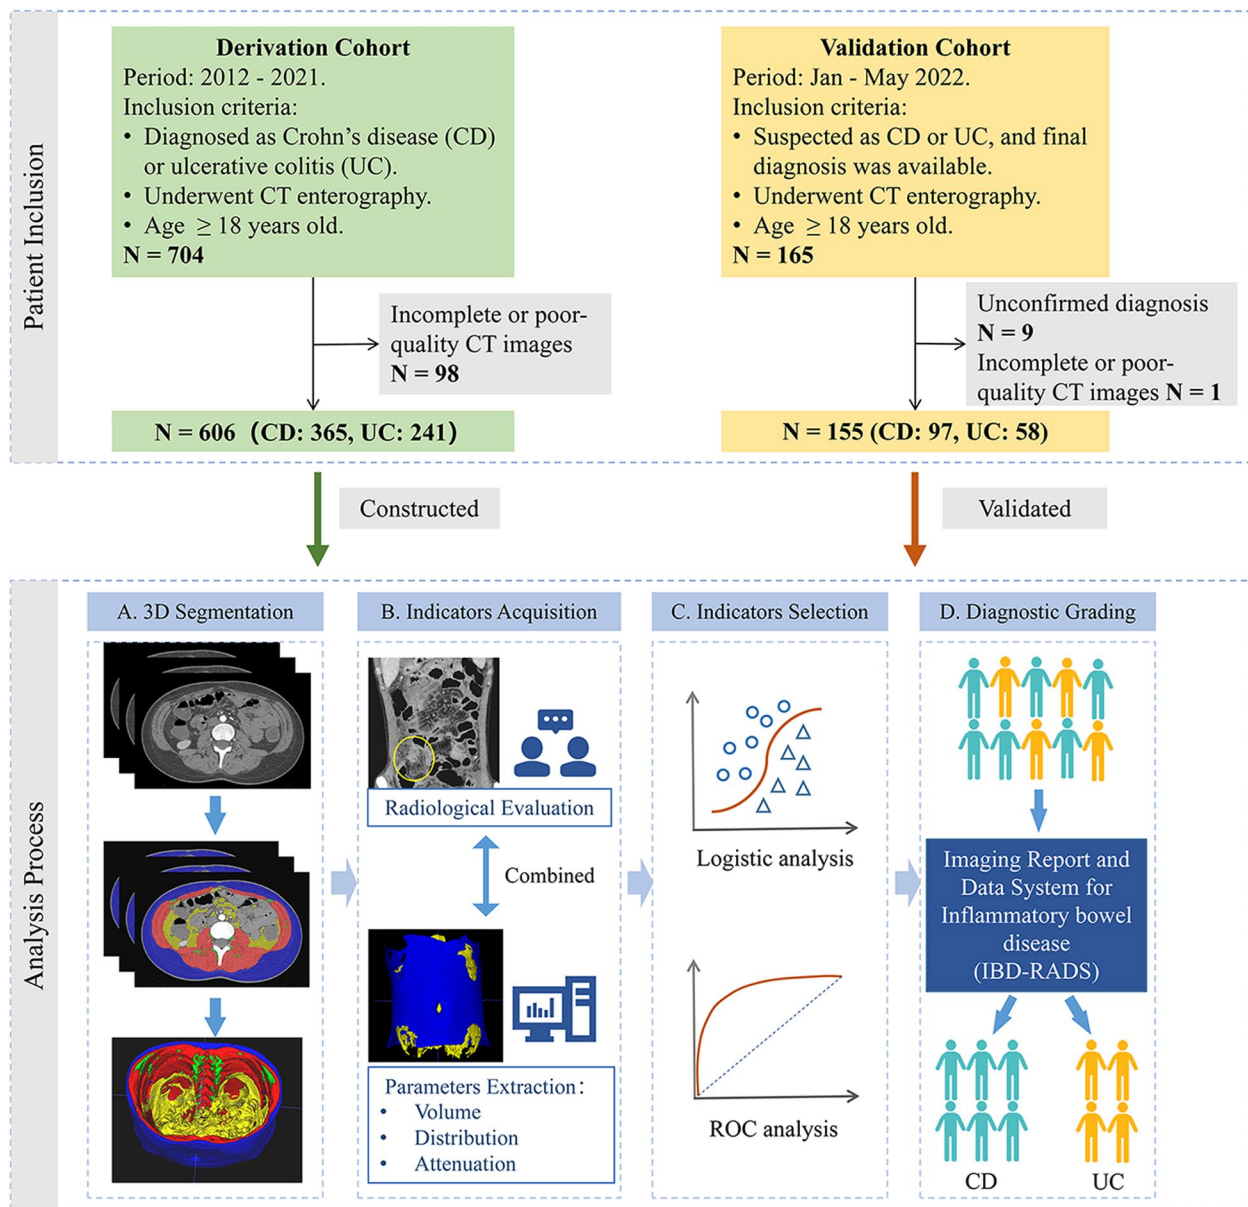 Patient Inclusion
Derivation Cohort
Period: 2012 - 2021.
Inclusion criteria:
• Diagnosed as Crohn’s disease (CD)
or ulcerative colitis (UC).
• Underwent CT enterography.
• Age ≥ 18 years old.
N = 704
Incomplete or poor-
quality CT images
N = 98
N = 606 (CD: 365, UC: 241)
Validation Cohort
Period: Jan - May 2022.
Inclusion criteria:
• Suspected as CD or UC, and final
diagnosis was available.
• Underwent CT enterography.
• Age ≥ 18 years old.
N = 165
Unconfirmed diagnosis
N = 9
Incomplete or poor-
quality CT images N = 1
N = 155 (CD: 97, UC: 58)
Constructed
Validated
Analysis Process
A. 3D Segmentation
B. Indicators Acquisition
Radiological Evaluation
Combined
Parameters Extraction:
• Volume
• Distribution
• Attenuation
C. Indicators Selection
Logistic analysis
ROC analysis
D. Diagnostic Grading
Imaging Report and
Data System for
Inflammatory bowel
disease
(IBD-RADS)
CD
UC